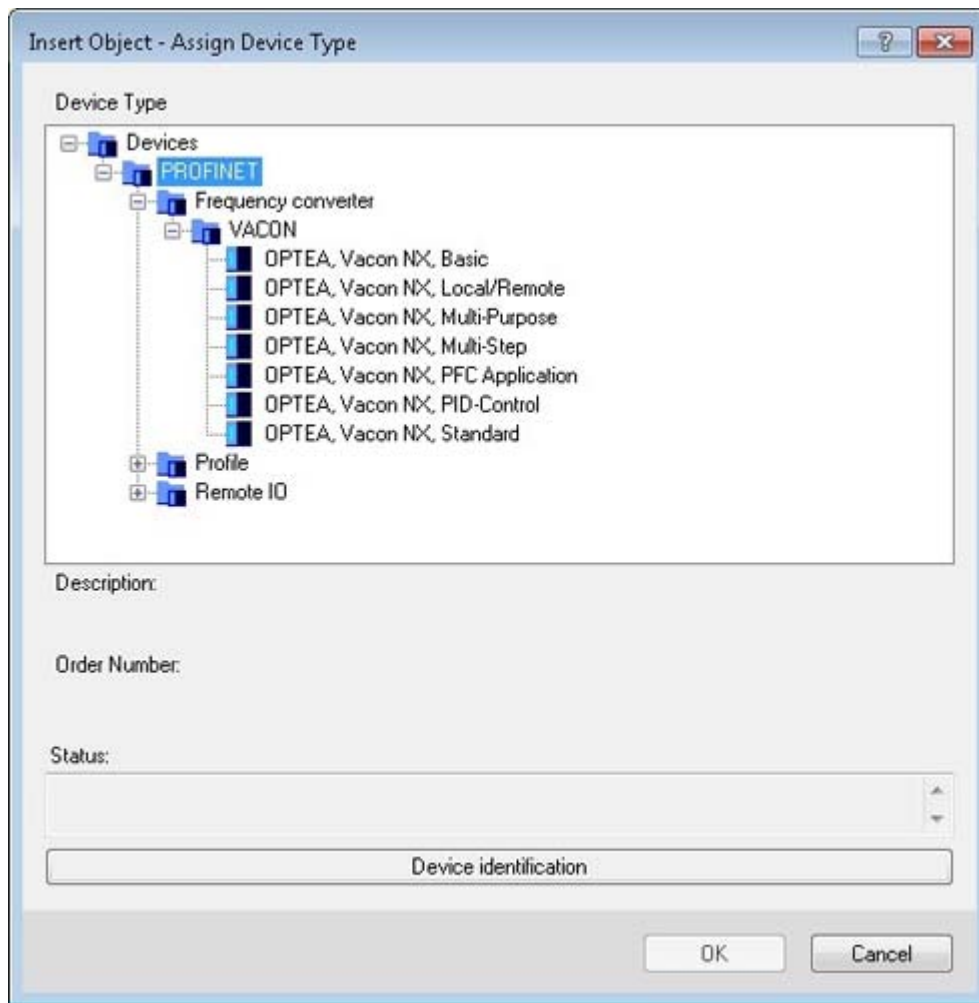 Insert Object - Assign Device Type
Device Type
Devices
PROFINET
Frequency converter
VACON
OPTEA, Vacon NX, Basic
OPTEA, Vacon NX, Local/Remote
OPTEA, Vacon NX, Multi-Purpose
OPTEA, Vacon NX, Multi-Step
OPTEA, Vacon NX, PFC Application
OPTEA, Vacon NX, PID-Control
OPTEA, Vacon NX, Standard
Profile
Remote IO
Description:
Order Number:
Status:
Device identification
OK Cancel